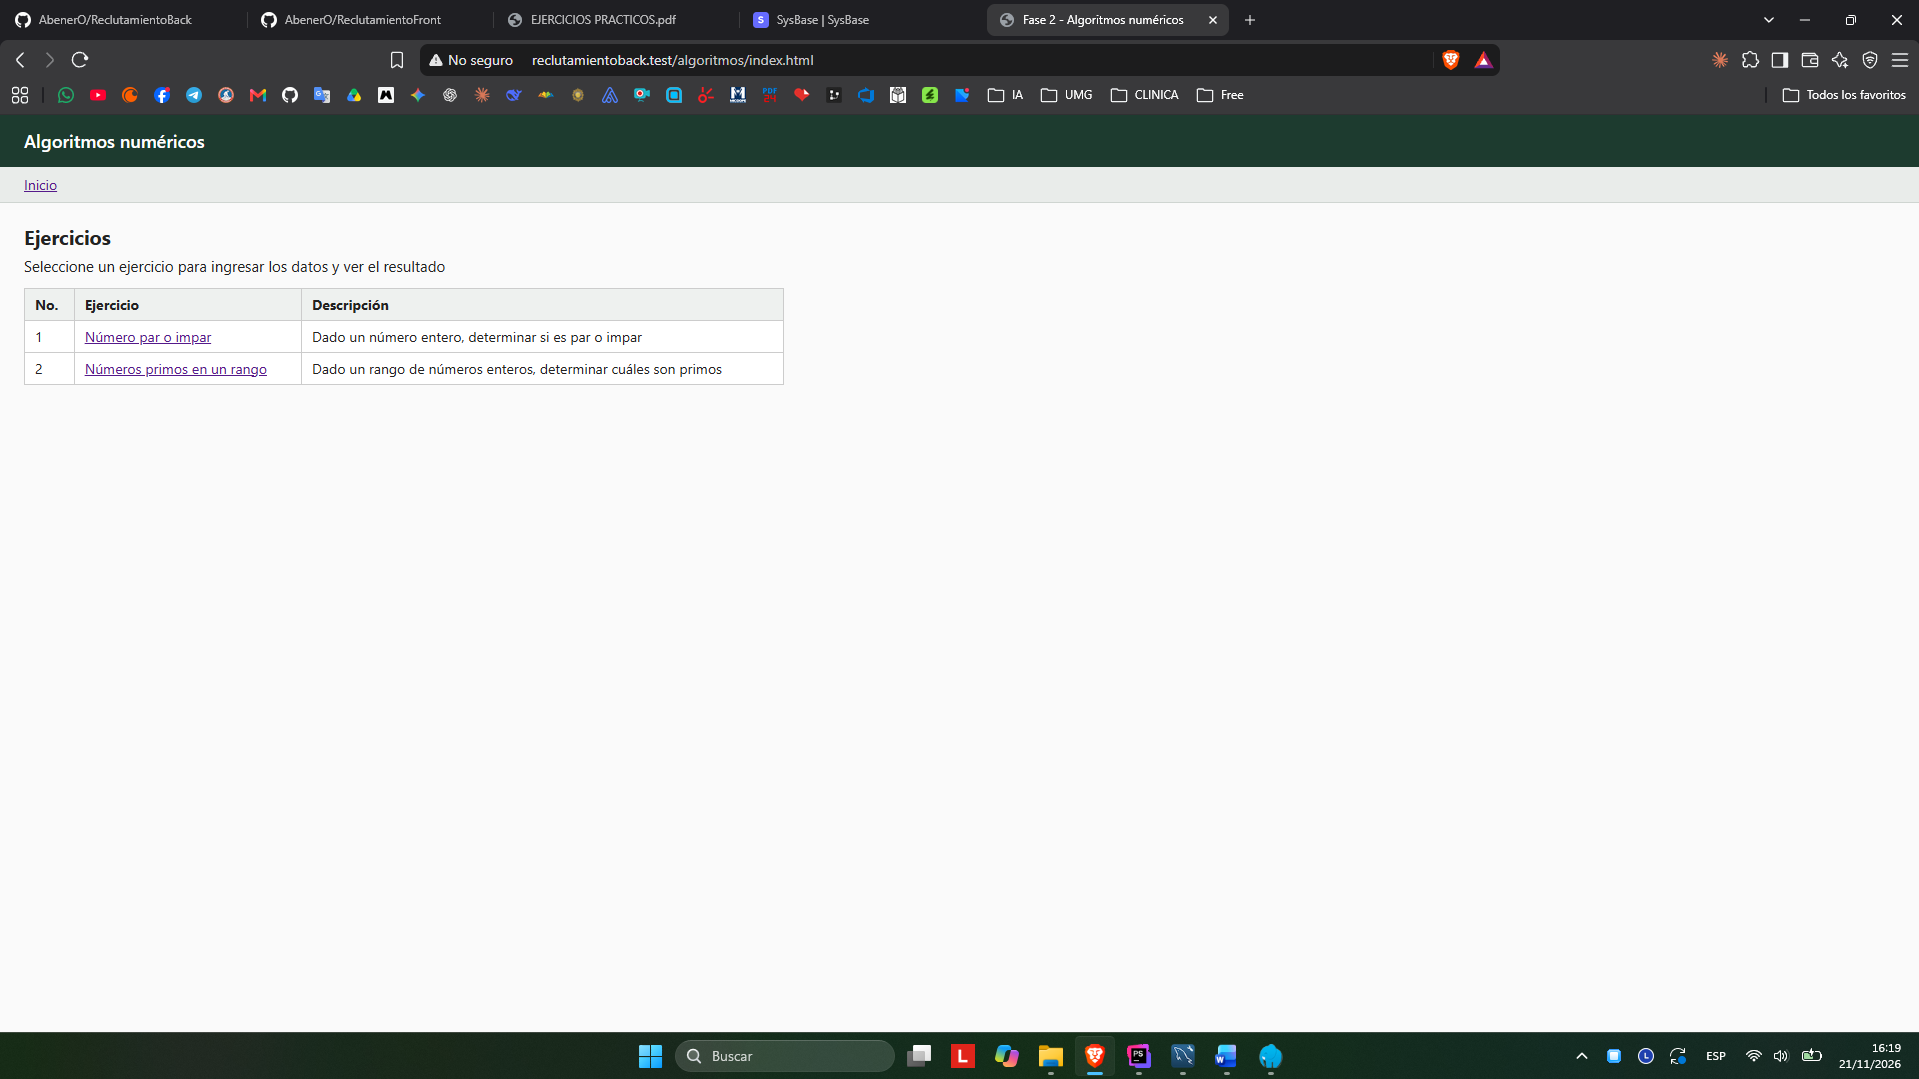 AbenerO/ReclutamientoBack
AbenerO/ReclutamientoFront
EJERCICIOS PRACTICOS.pdf
S
SysBase | SysBase
Fase 2 - Algoritmos numéricos
No seguro
reclutamientoback.test/algoritmos/index.html
IA
UMG
CLINICA
Free
Todos los favoritos
Algoritmos numéricos
Inicio
Ejercicios
Seleccione un ejercicio para ingresar los datos y ver el resultado
No. Ejercicio Descripción
1 Número par o impar Dado un número entero, determinar si es par o impar
2 Números primos en un rango Dado un rango de números enteros, determinar cuáles son primos
Buscar
L
PS
W
L
ESP
16:19
21/11/2026